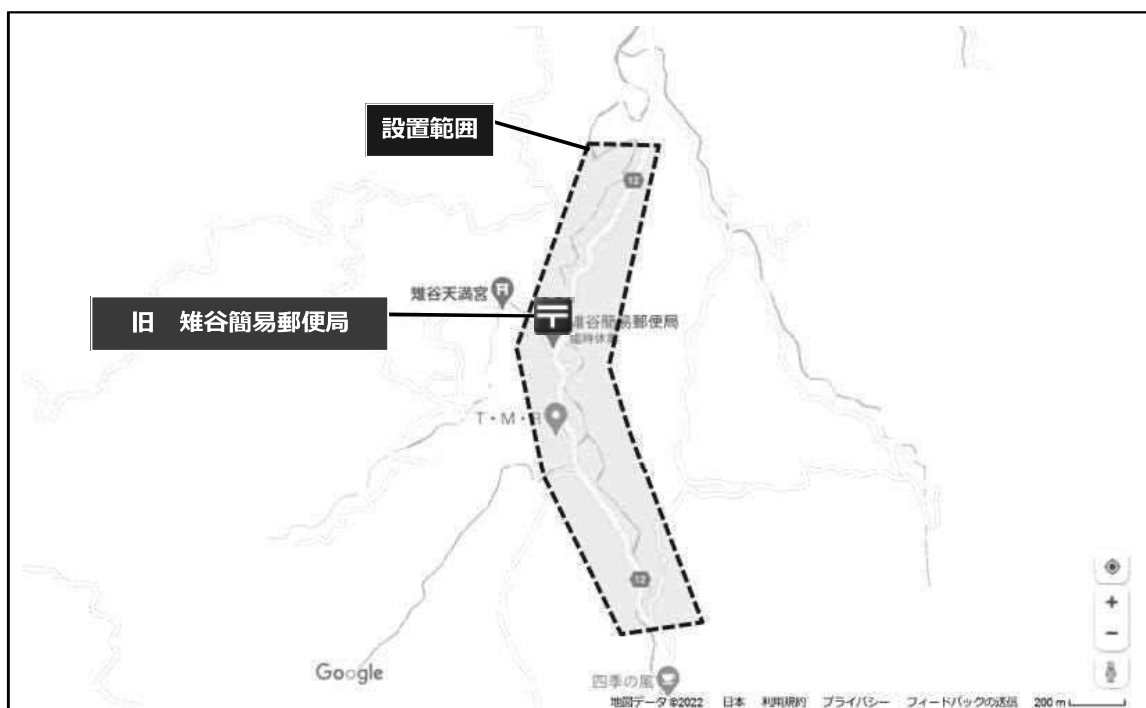 設置範囲
13
雉谷天満宮
旧　雉谷簡易郵便局
雉谷簡易郵便局
臨時休業
T・M・R
12
Google
四季の風
地図データ ©2022　日本　利用規約　プライバシー　フィードバックの送信　200 m